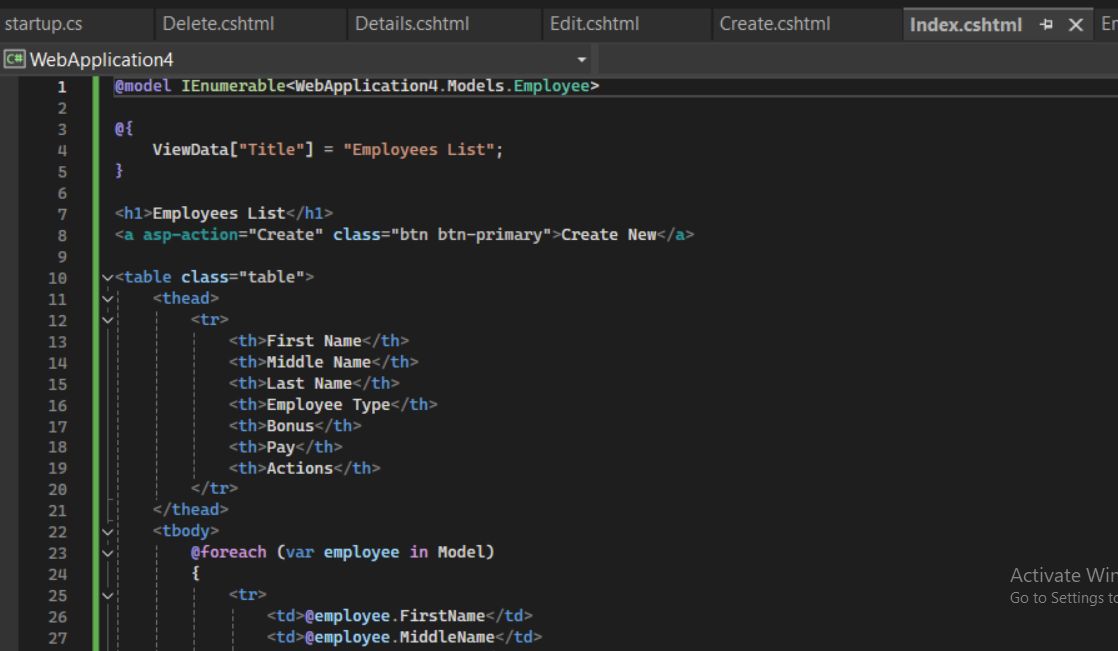 startup.cs Delete.cshtml Details.cshtml Edit.cshtml Create.cshtml Index.cshtml
C# WebApplication4
1 @model IEnumerable<WebApplication4.Models.Employee>
2
3 @{
4     ViewData["Title"] = "Employees List";
5 }
6
7 <h1>Employees List</h1>
8 <a asp-action="Create" class="btn btn-primary">Create New</a>
9
10 <table class="table">
11     <thead>
12         <tr>
13             <th>First Name</th>
14             <th>Middle Name</th>
15             <th>Last Name</th>
16             <th>Employee Type</th>
17             <th>Bonus</th>
18             <th>Pay</th>
19             <th>Actions</th>
20         </tr>
21     </thead>
22     <tbody>
23         @foreach (var employee in Model)
24         {
25             <tr>
26                 <td>@employee.FirstName</td>
27                 <td>@employee.MiddleName</td>
Activate Win
Go to Settings to